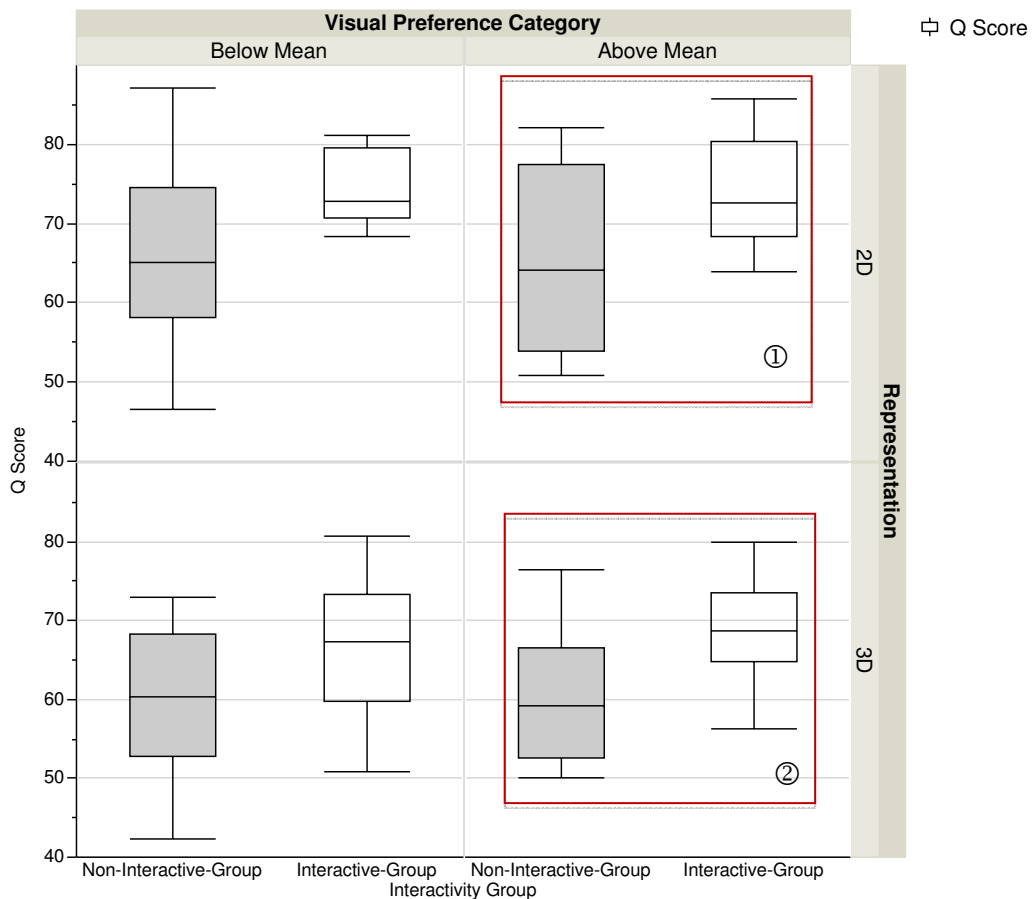 Visual Preference Category
Q Score
Below Mean
Above Mean
80
70
60
50
40
2D
①
Representation
Q Score
80
70
60
50
40
3D
②
Non-Interactive-Group
Interactive-Group
Non-Interactive-Group
Interactive-Group
Interactivity Group